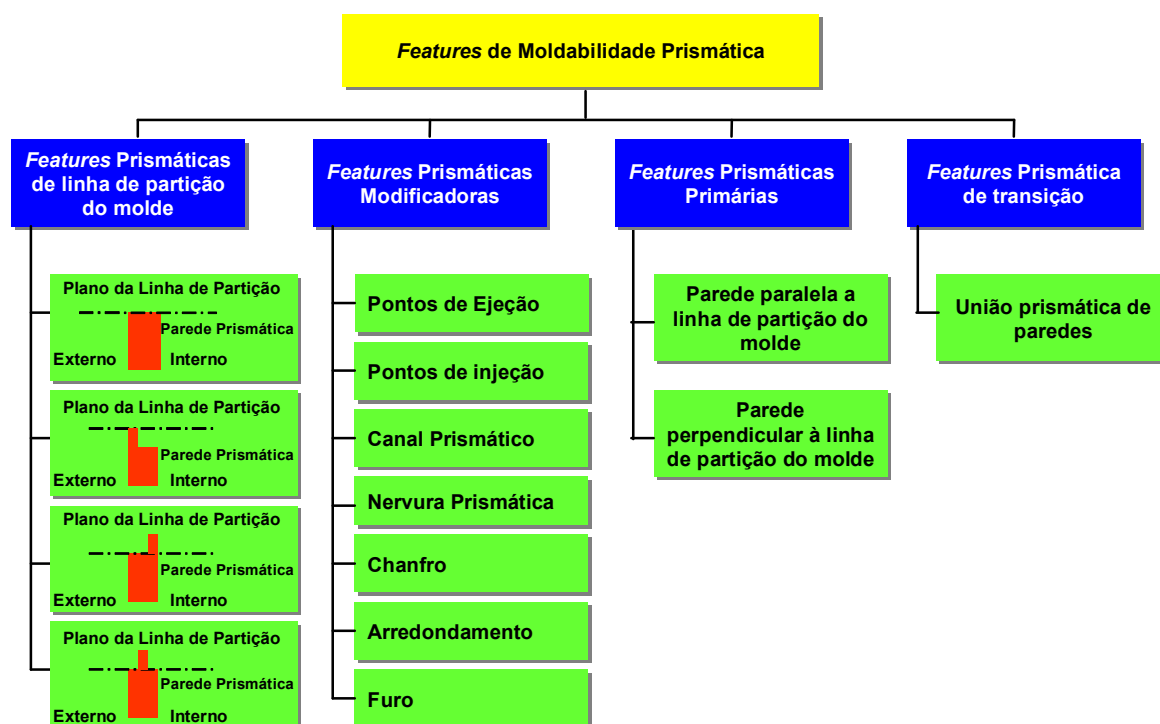 Features de Moldabilidade Prismática
Features Prismáticas
de linha de partição
do molde
Plano da Linha de Partição
Parede Prismática
Externo Interno
Plano da Linha de Partição
Parede Prismática
Externo Interno
Plano da Linha de Partição
Parede Prismática
Externo Interno
Plano da Linha de Partição
Parede Prismática
Externo Interno
Features Prismáticas
Modificadoras
Pontos de Ejeção
Pontos de injeção
Canal Prismático
Nervura Prismática
Chanfro
Arredondamento
Furo
Features Prismáticas
Primárias
Parede paralela a
linha de partição do
molde
Parede
perpendicular à linha
de partição do molde
Features Prismática
de transição
União prismática de
paredes